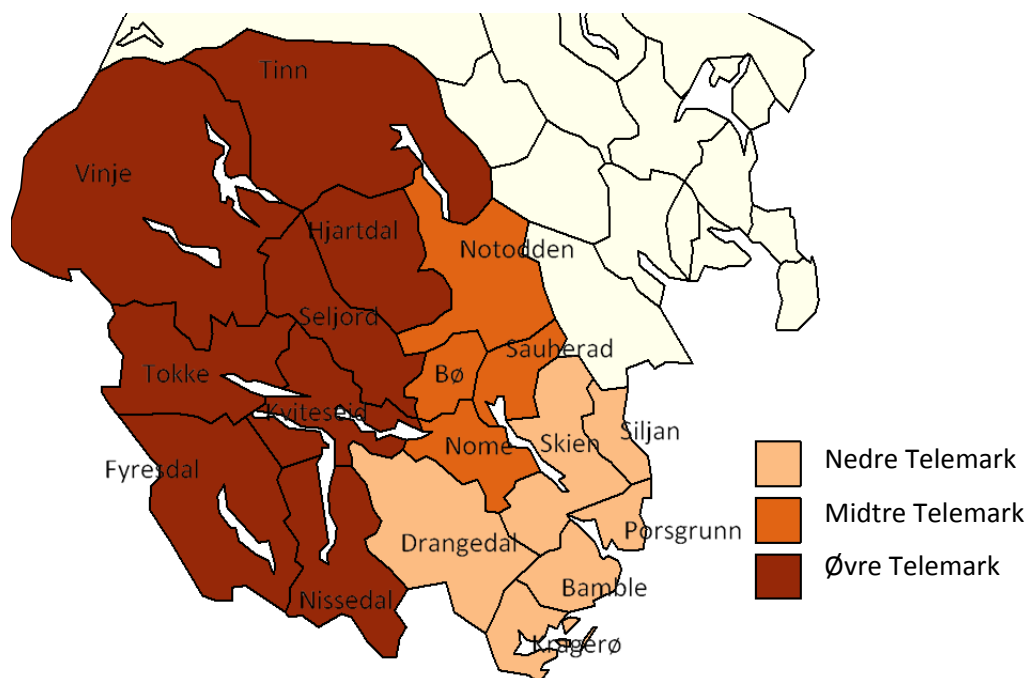 Tinn
Vinje
Hjartdal
Notodden
Seljord
Sauherad
Tokke
Bø
Kviteseid
Siljan
Skien
Nome
Fyresdal
Nedre Telemark
Midtre Telemark
Porsgrunn
Drangedal
Øvre Telemark
Bamble
Nissedal
Kragerø